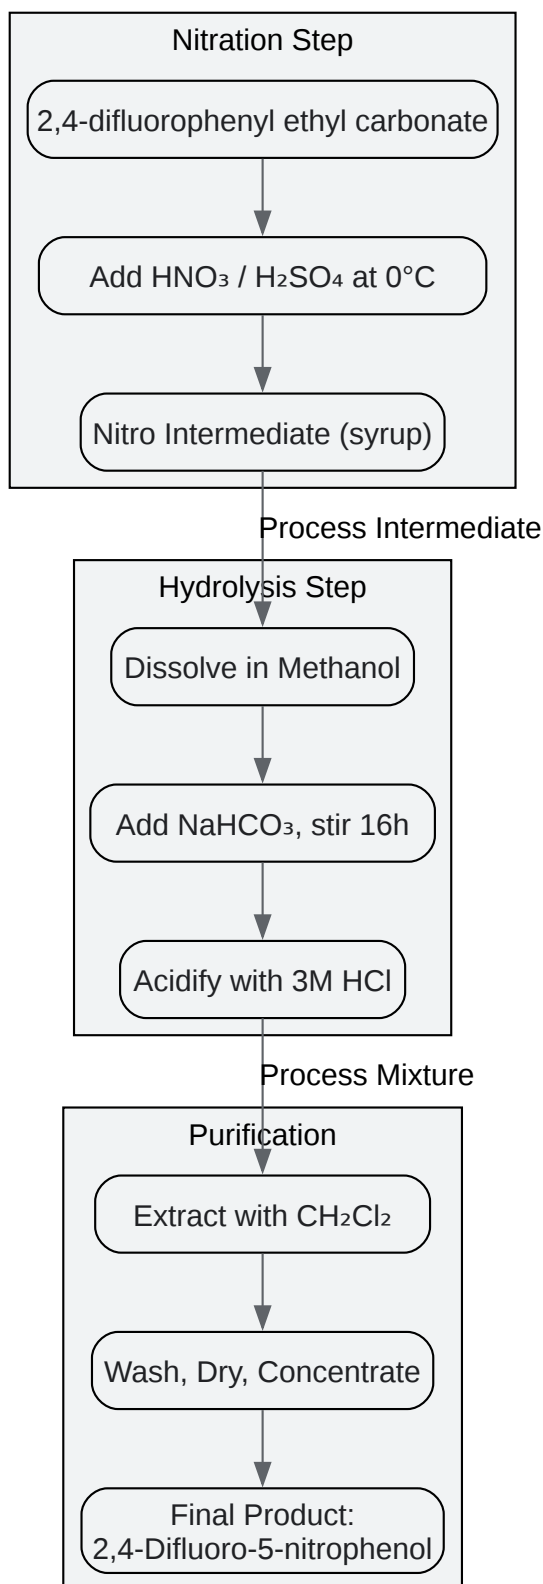 Nitration Step
2,4-difluorophenyl ethyl carbonate
Add HNO₃ / H₂SO₄ at 0°C
Nitro Intermediate (syrup)
Process Intermediate
Hydrolysis Step
Dissolve in Methanol
Add NaHCO₃, stir 16h
Acidify with 3M HCl
Process Mixture
Purification
Extract with CH₂Cl₂
Wash, Dry, Concentrate
Final Product:
2,4-Difluoro-5-nitrophenol